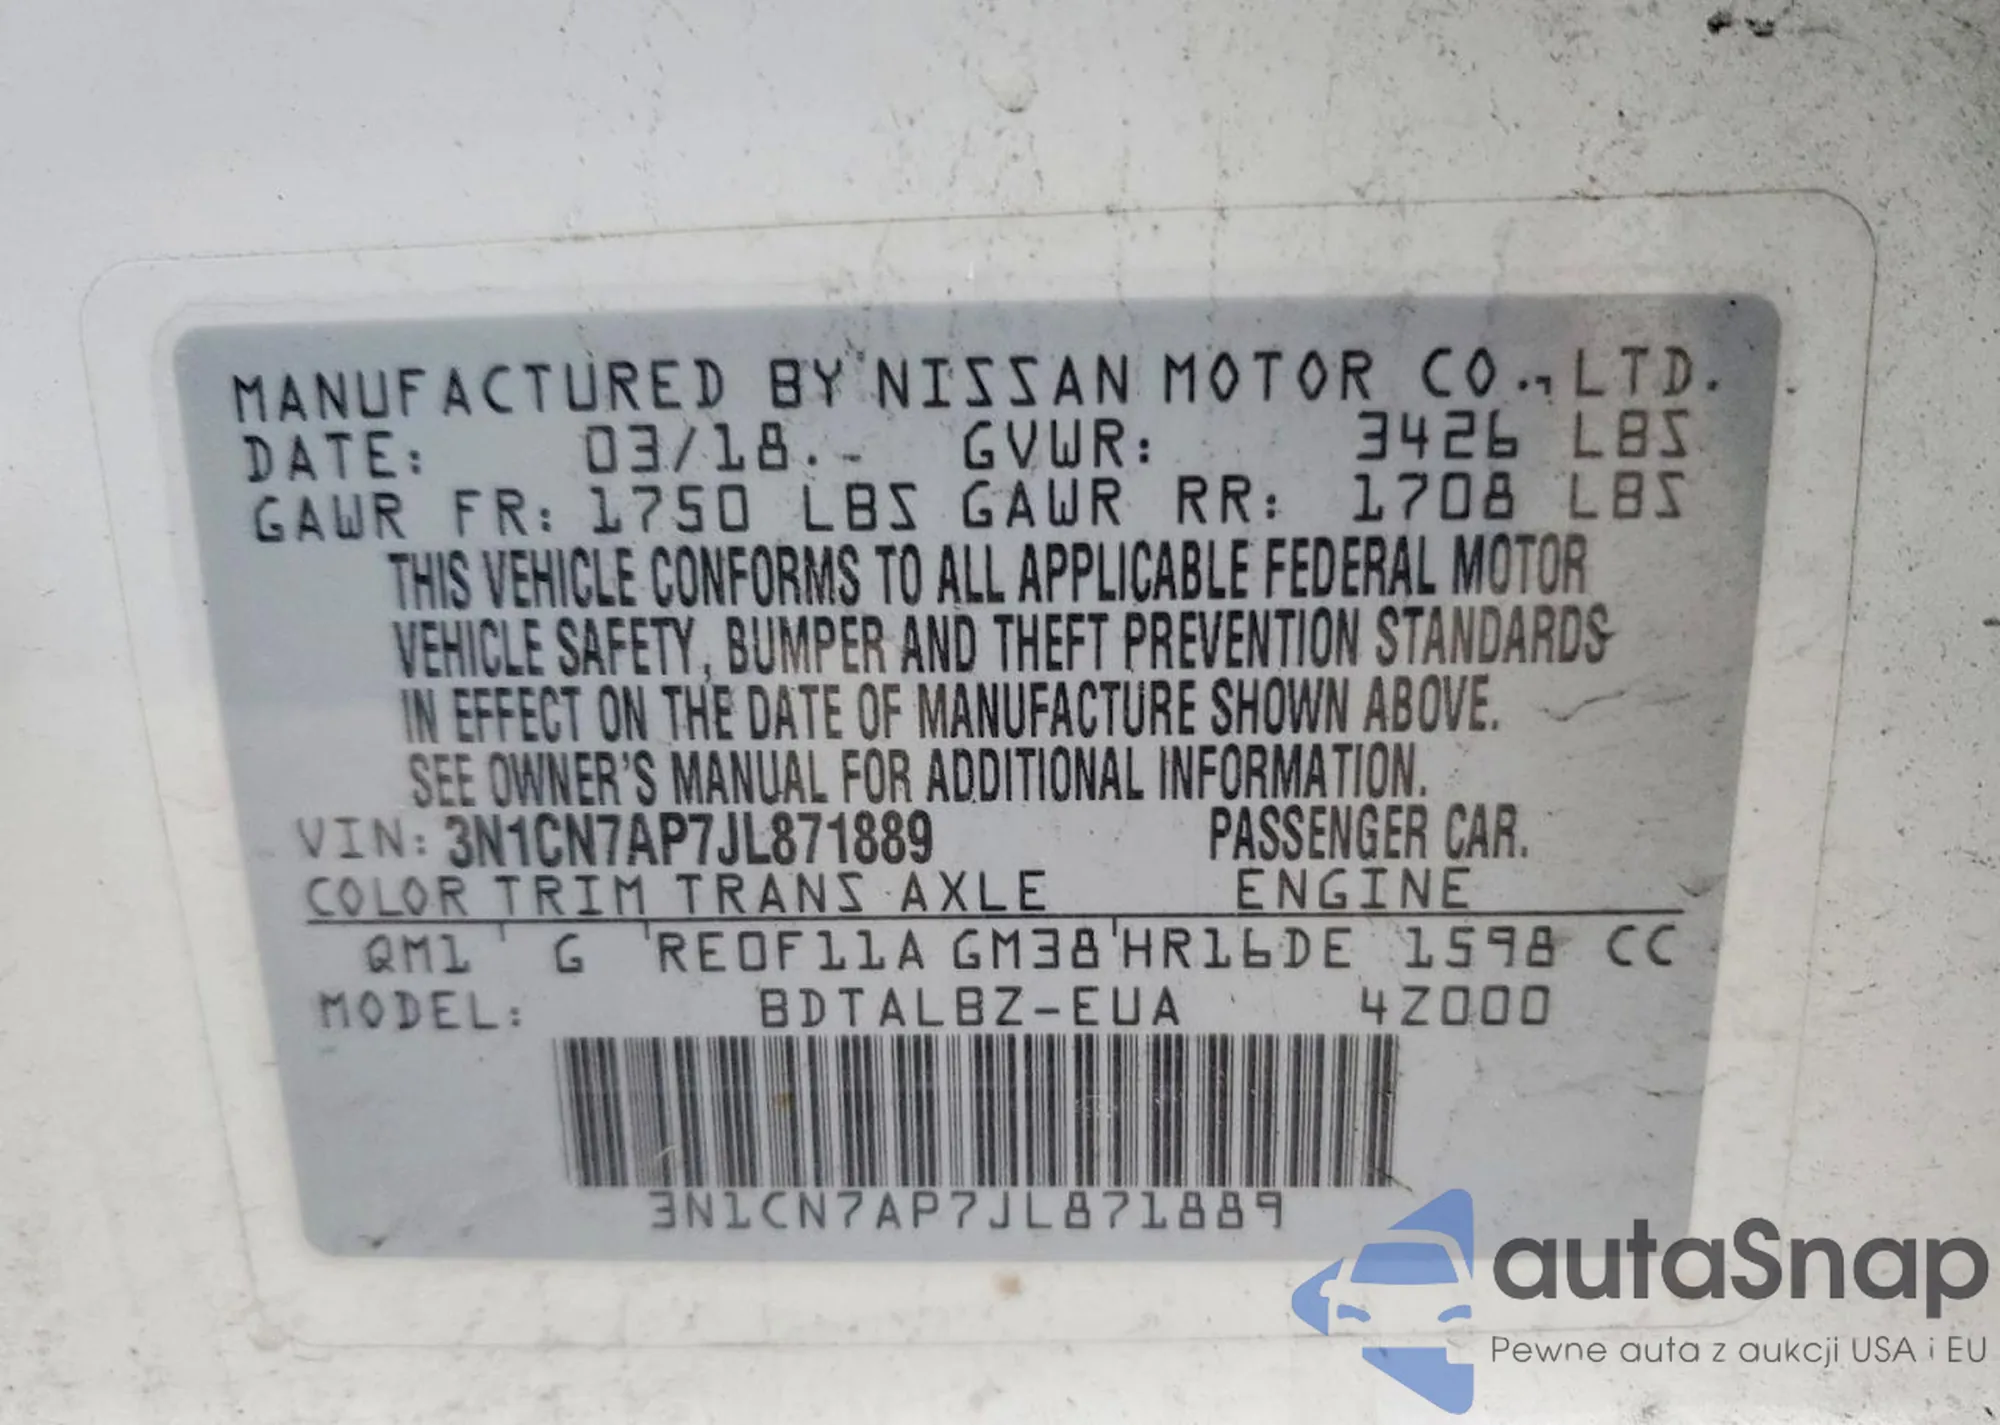 MANUFACTURED BY NISSAN MOTOR CO., LTD.
DATE: 03/18 GVWR: 3426 LBS
GAWR FR: 1750 LBS GAWR RR: 1708 LBS
THIS VEHICLE CONFORMS TO ALL APPLICABLE FEDERAL MOTOR
VEHICLE SAFETY, BUMPER AND THEFT PREVENTION STANDARDS
IN EFFECT ON THE DATE OF MANUFACTURE SHOWN ABOVE.
SEE OWNER'S MANUAL FOR ADDITIONAL INFORMATION.
VIN: 3N1CN7AP7JL871889 PASSENGER CAR.
COLOR TRIM TRANS AXLE ENGINE
QM1 G RE0F11A GM38 HR16DE 1598 CC
MODEL: BDTALBZ-EUA 4Z000
3N1CN7AP7JL871889
autaSnap
Pewne auta z aukcji USA i EU